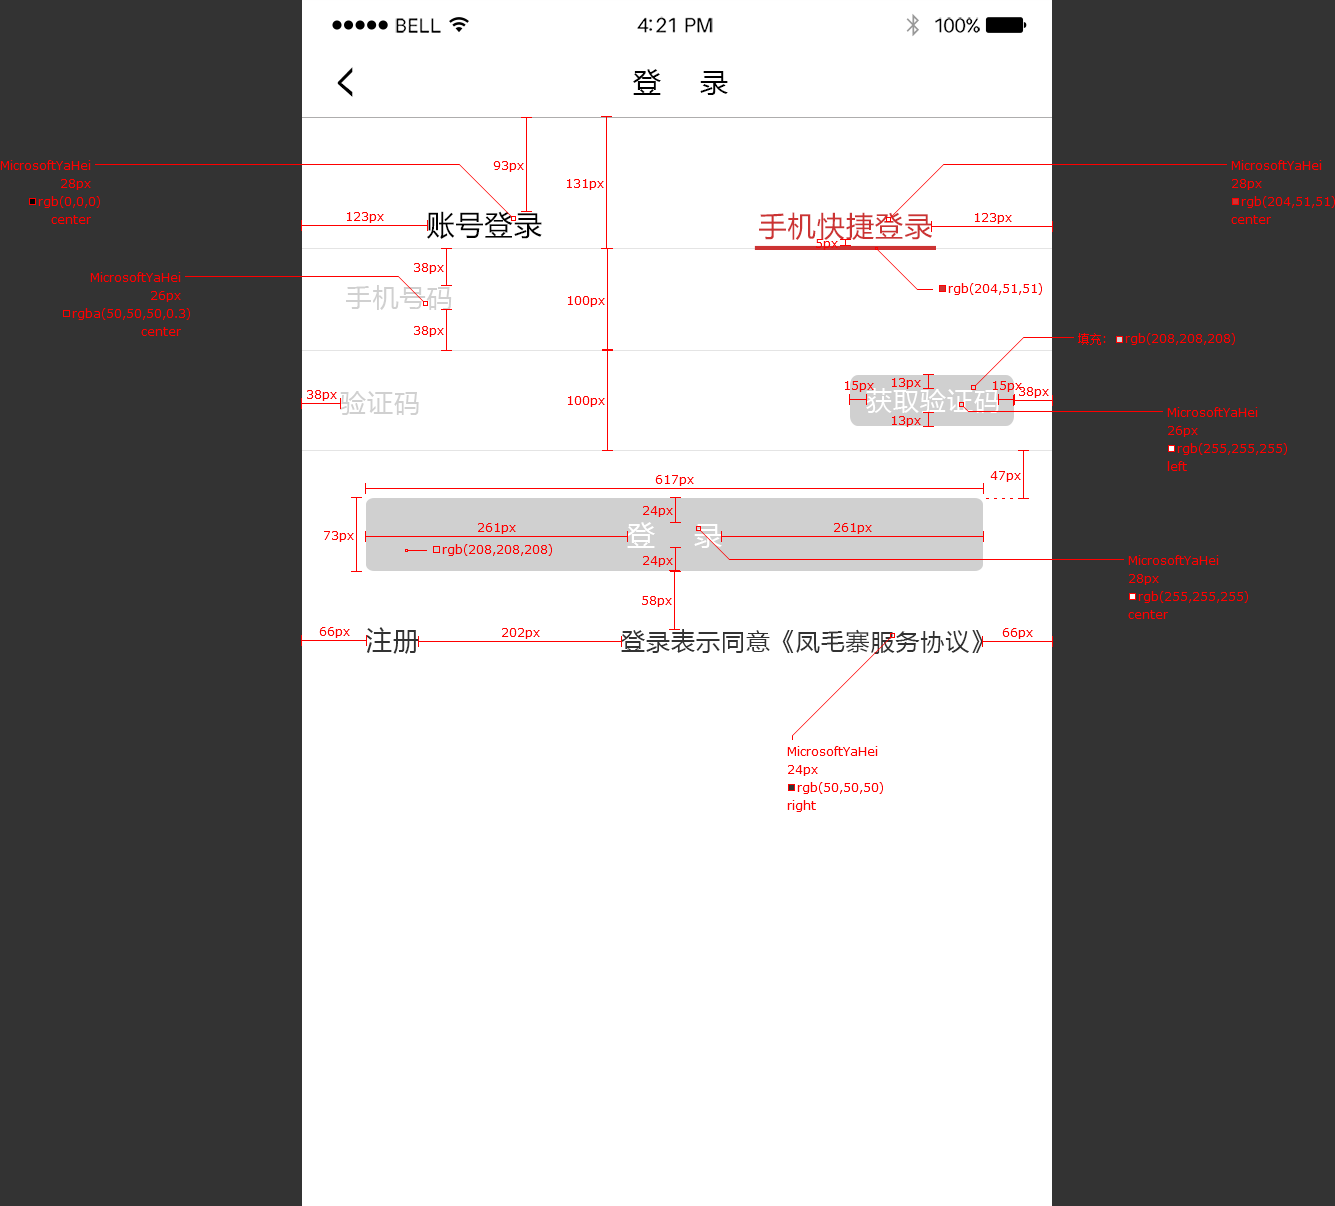 BELL 4:21 PM 100%
登 录
93px
131px
MicrosoftYaHei
28px
rgb(0,0,0)
center
MicrosoftYaHei
28px
rgb(204,51,51)
center
123px
账号登录
手机快捷登录
123px
5px
38px
MicrosoftYaHei
26px
rgba(50,50,50,0.3)
center
手机号码
100px
rgb(204,51,51)
38px
填充：rgb(208,208,208)
38px
验证码
100px
15px
13px
15px
38px
获取验证码
13px
MicrosoftYaHei
26px
rgb(255,255,255)
left
47px
617px
73px
24px
261px
登 录
261px
rgb(208,208,208)
24px
MicrosoftYaHei
28px
rgb(255,255,255)
center
58px
66px
注册
202px
登录表示同意《凤毛寨服务协议》
66px
MicrosoftYaHei
24px
rgb(50,50,50)
right